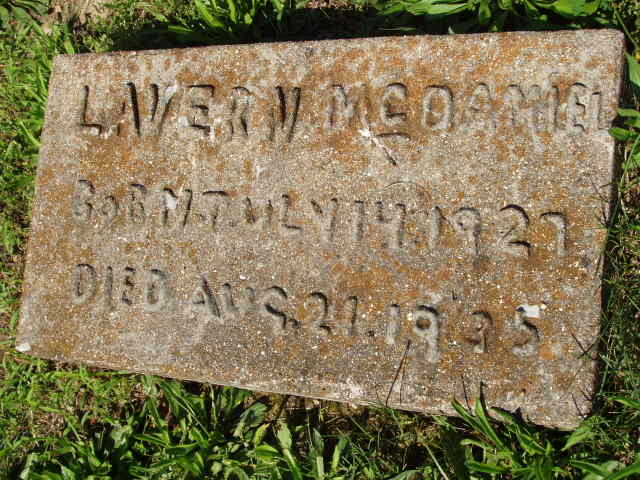 LAVERN MCDANIEL
BORN.JULY 14.1927
DIED AUG.21.1935